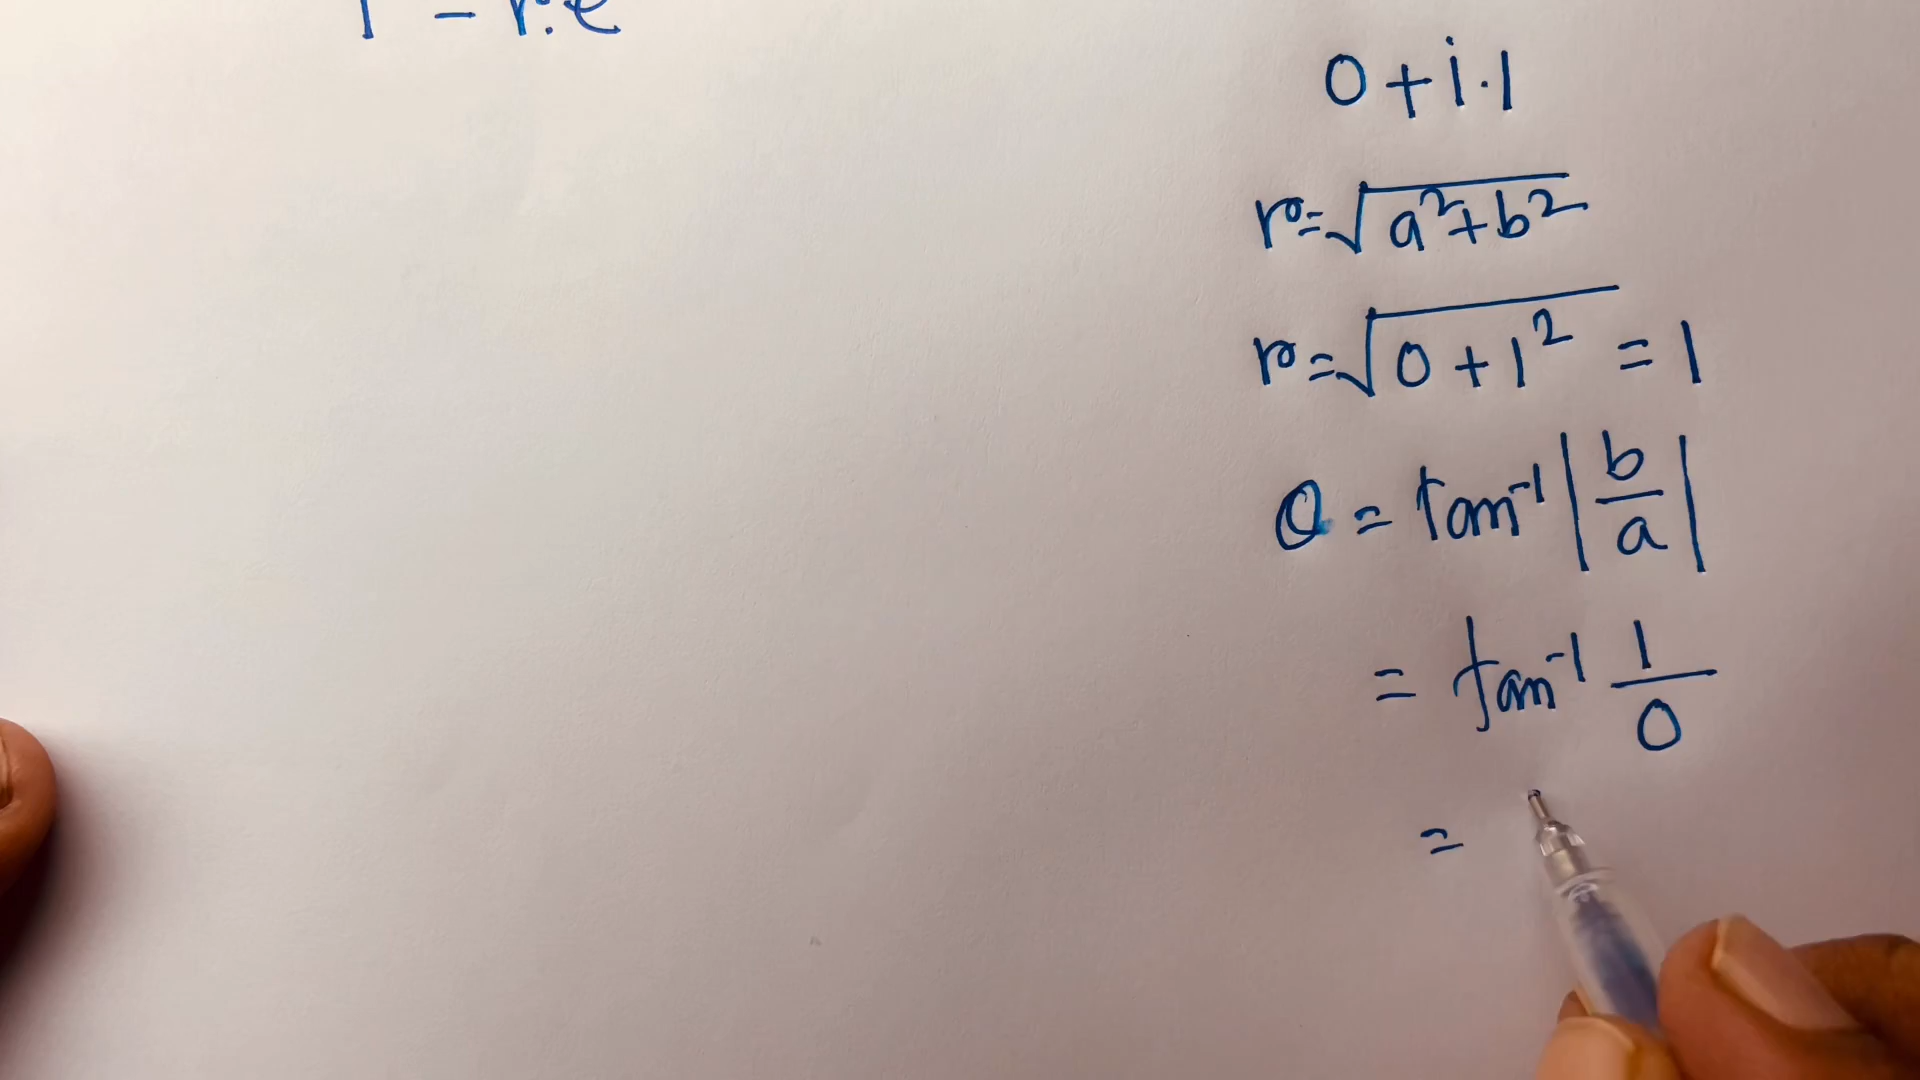 0 + i.1
r = √a²+b²
r = √0 + 1² = 1
θ = tan⁻¹ |b/a|
= tan⁻¹ 1/0
=